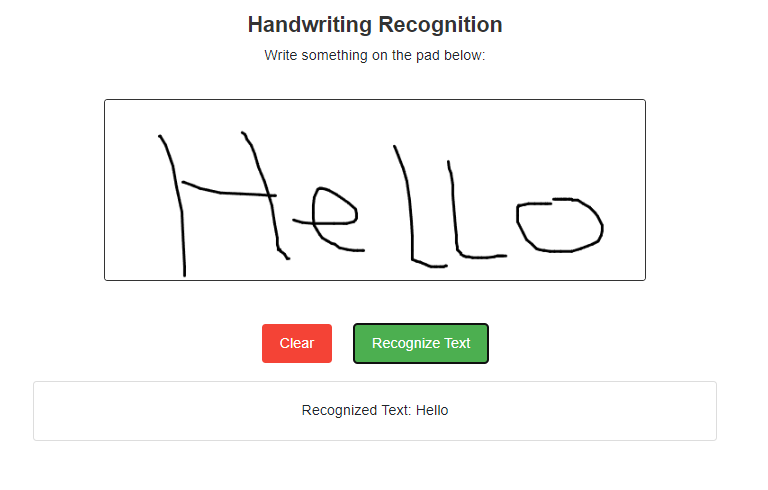 Handwriting Recognition
Write something on the pad below:
Hello
Clear
Recognize Text
Recognized Text: Hello